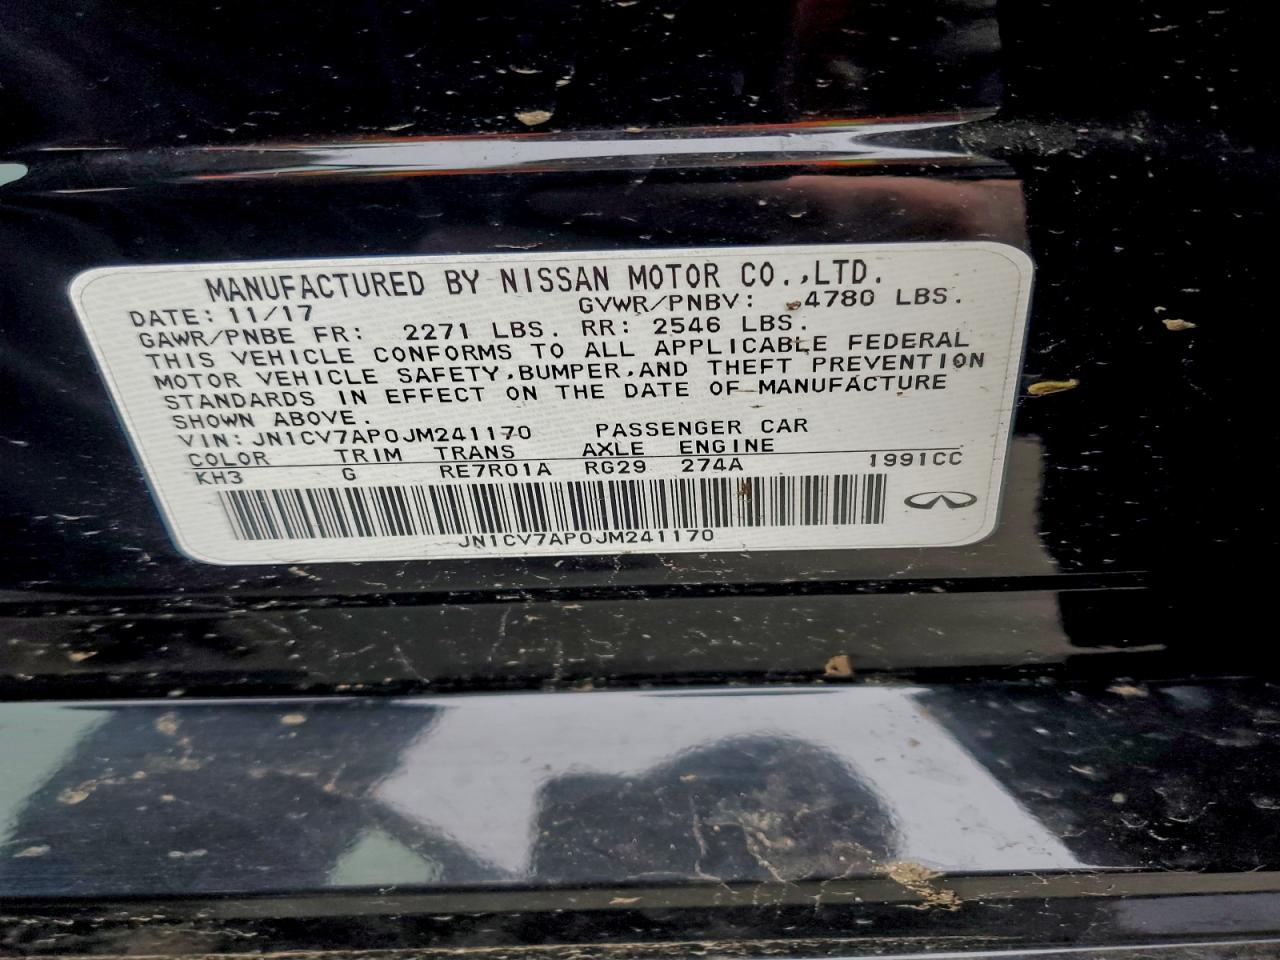 MANUFACTURED BY NISSAN MOTOR CO.,LTD.
DATE: 11/17 GVWR/PNBV: 4780 LBS.
GAWR/PNBE FR: 2271 LBS. RR: 2546 LBS.
THIS VEHICLE CONFORMS TO ALL APPLICABLE FEDERAL
MOTOR VEHICLE SAFETY,BUMPER,AND THEFT PREVENTION
STANDARDS IN EFFECT ON THE DATE OF MANUFACTURE
SHOWN ABOVE.
VIN: JN1CV7AP0JM241170 PASSENGER CAR
COLOR TRIM TRANS AXLE ENGINE
KH3 G RE7R01A RG29 274A 1991CC
JN1CV7AP0JM241170